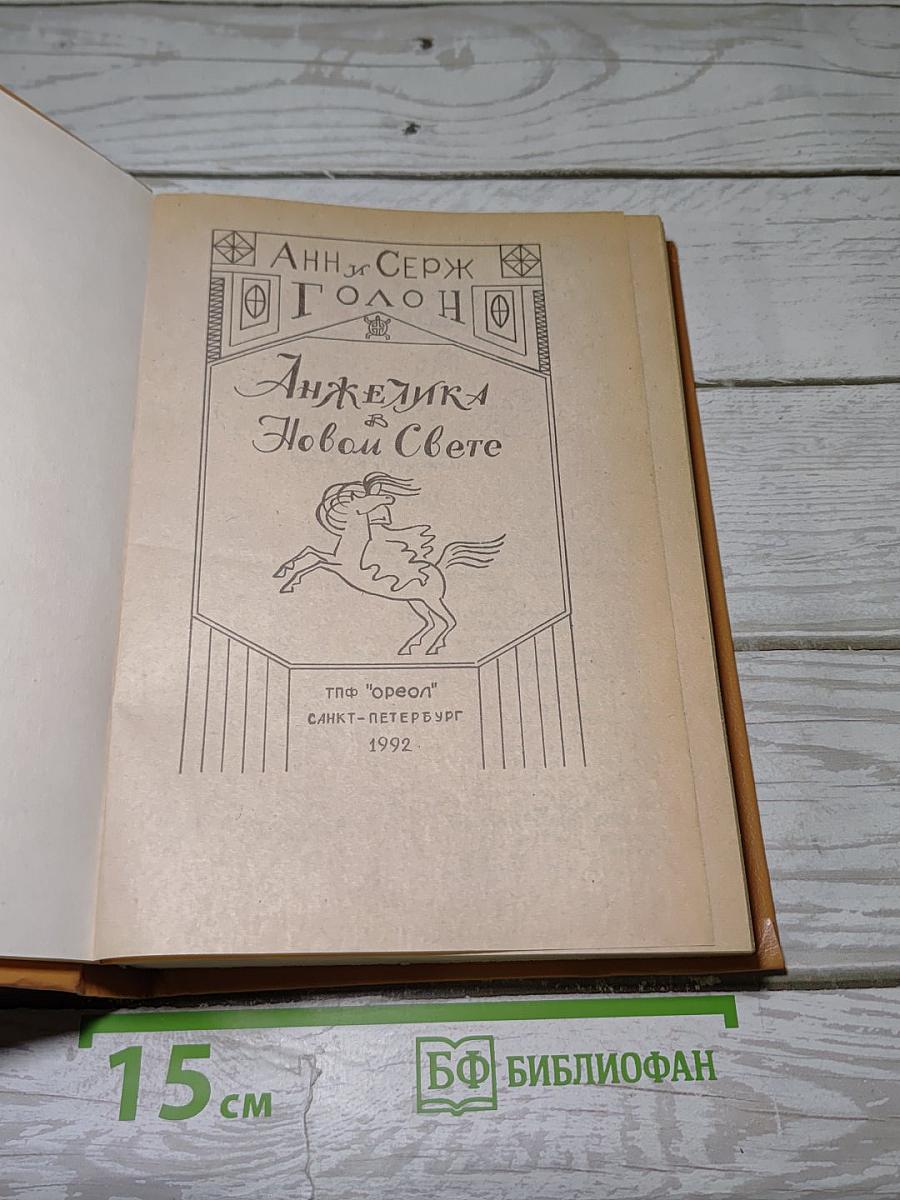 АНН и СЕРЖ
ГОЛОН
АНЖЕЛИКА
в
Новом Свете
ТПФ "ОРЕОЛ"
САНКТ-ПЕТЕРБУРГ
1992.
15 см
БФ БИБЛИОФАН